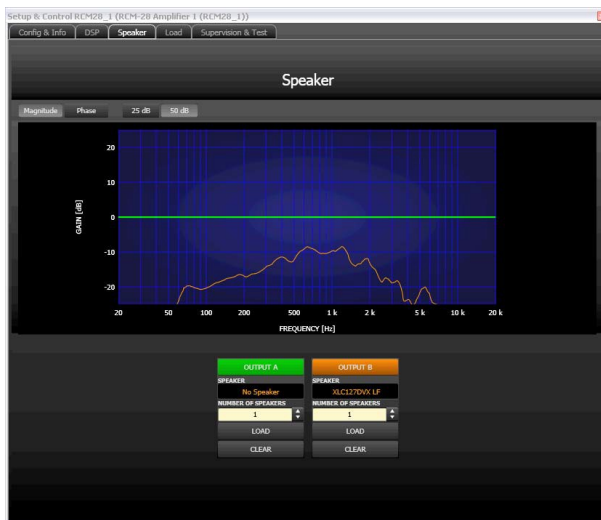 Setup & Control RCM28_1 (RCM-28 Amplifier 1 (RCM28_1))
Config & Info DSP Speaker Load Supervision & Test
Speaker
Magnitude Phase 25 dB 50 dB
20
10
0
-10
-20
GAIN [dB]
20 50 100 200 500 1 k 2 k 5 k 10 k 20 k
FREQUENCY [Hz]
OUTPUT A OUTPUT B
SPEAKER SPEAKER
No Speaker XLC127DVX LF
NUMBER OF SPEAKERS NUMBER OF SPEAKERS
1 1
LOAD LOAD
CLEAR CLEAR